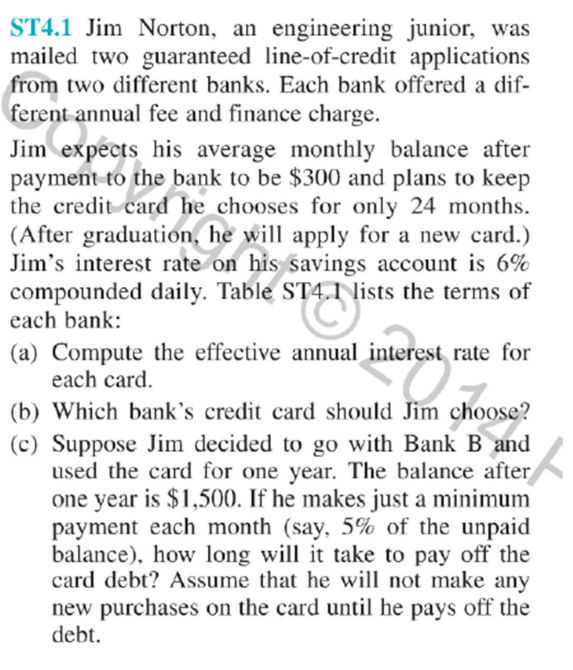 ST4.1 Jim Norton, an engineering junior, was
mailed two guaranteed line-of-credit applications
from two different banks. Each bank offered a dif-
ferent annual fee and finance charge.
Jim expects his average monthly balance after
payment to the bank to be $300 and plans to keep
the credit card he chooses for only 24 months.
(After graduation, he will apply for a new card.)
Jim's interest rate on his savings account is 6%
compounded daily. Table ST4.1 lists the terms of
each bank:
(a) Compute the effective annual interest rate for
each card.
(b) Which bank's credit card should Jim choose?
(c) Suppose Jim decided to go with Bank B and
used the card for one year. The balance after
one year is $1,500. If he makes just a minimum
payment each month (say, 5% of the unpaid
balance), how long will it take to pay off the
card debt? Assume that he will not make any
new purchases on the card until he pays off the
debt.
Copyright © 2014